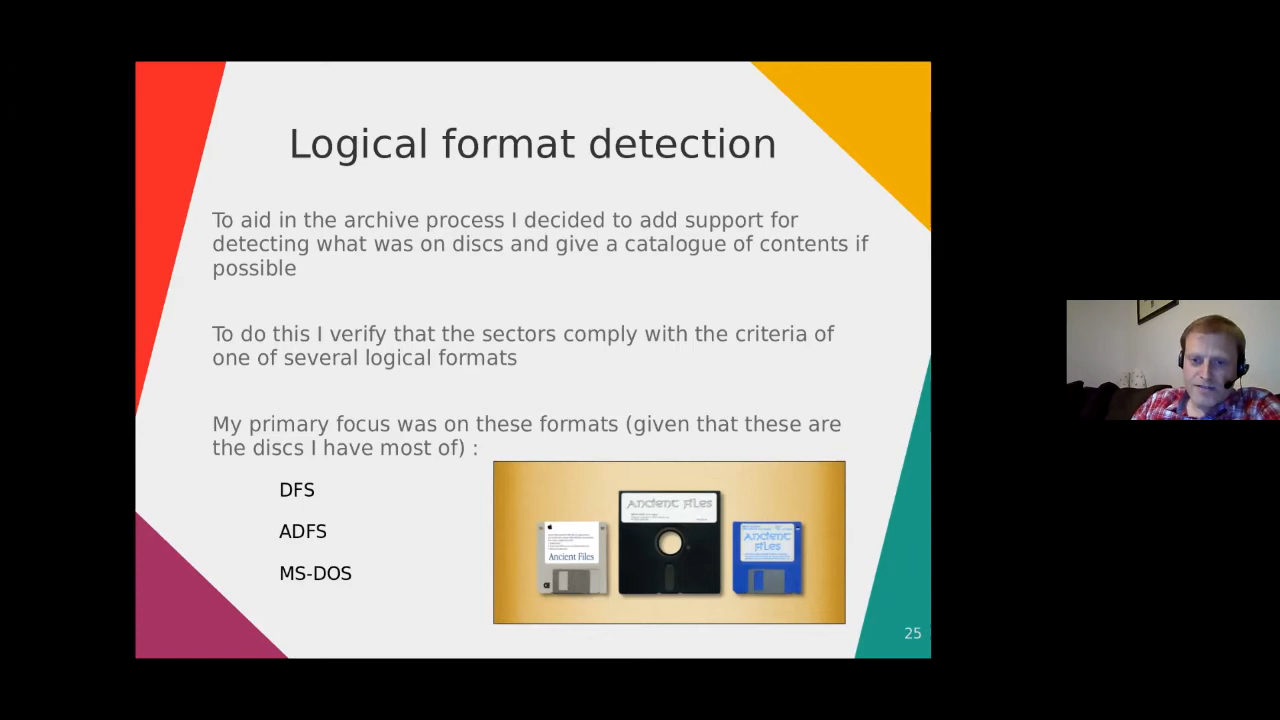 Logical format detection
To aid in the archive process I decided to add support for
detecting what was on discs and give a catalogue of contents if
possible
To do this I verify that the sectors comply with the criteria of
one of several logical formats
My primary focus was on these formats (given that these are
the discs I have most of) :
DFS
ADFS
MS-DOS
Ancient Files
Ancient Files
Ancient
Files
25